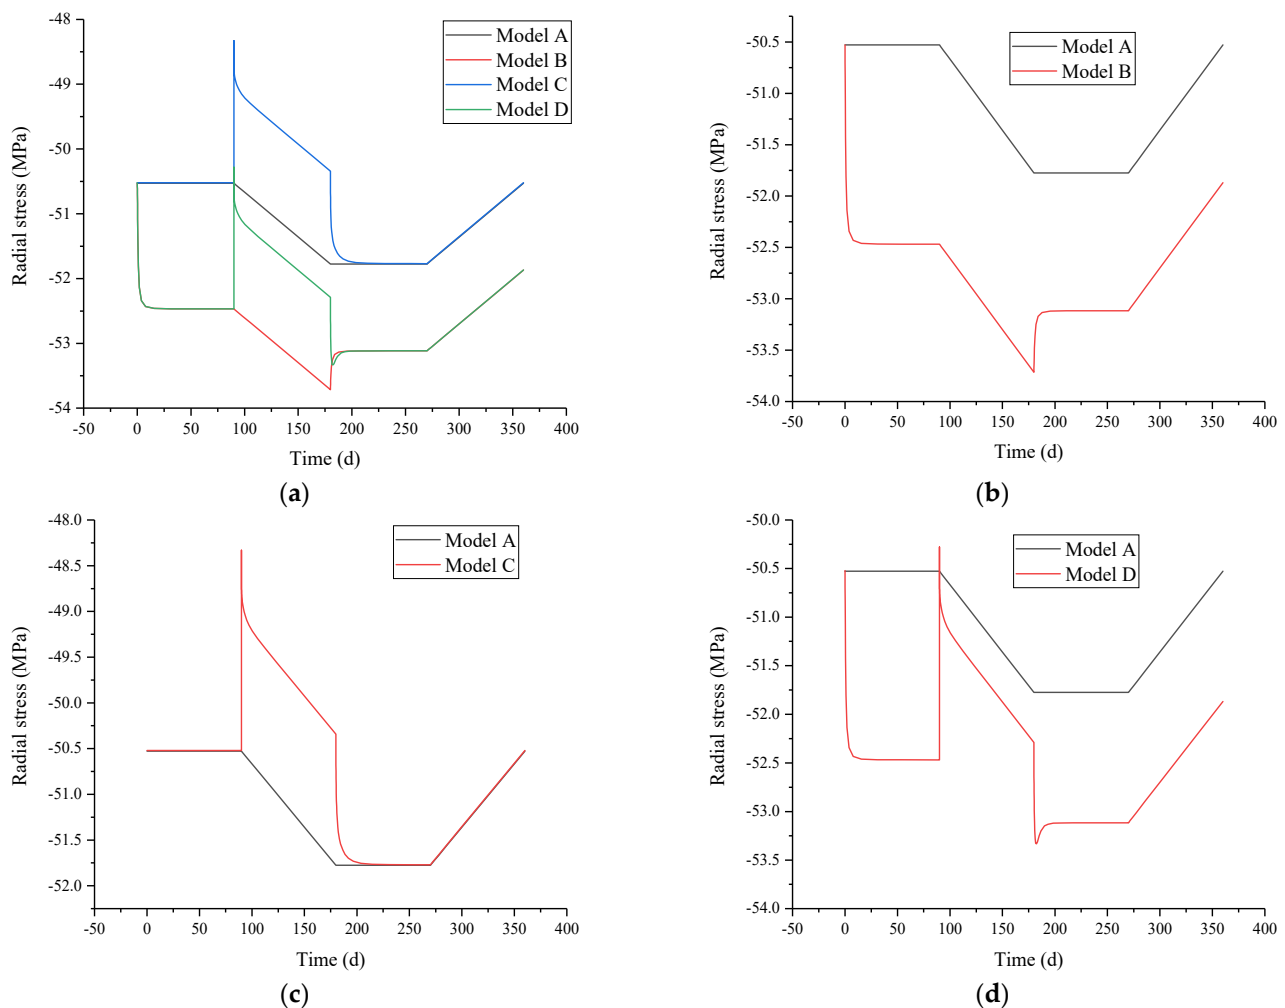 -48
-49
-50
-51
-52
-53
-54
Radial stress (MPa)
Model A
Model B
Model C
Model D
-50 0 50 100 150 200 250 300 350 400
Time (d)
(a)
-50.5
-51.0
-51.5
-52.0
-52.5
-53.0
-53.5
-54.0
Radial stress (MPa)
Model A
Model B
-50 0 50 100 150 200 250 300 350 400
Time (d)
(b)
-48.0
-48.5
-49.0
-49.5
-50.0
-50.5
-51.0
-51.5
-52.0
Radial stress (MPa)
Model A
Model C
-50 0 50 100 150 200 250 300 350 400
Time (d)
(c)
-50.0
-50.5
-51.0
-51.5
-52.0
-52.5
-53.0
-53.5
-54.0
Radial stress (MPa)
Model A
Model D
-50 0 50 100 150 200 250 300 350 400
Time (d)
(d)